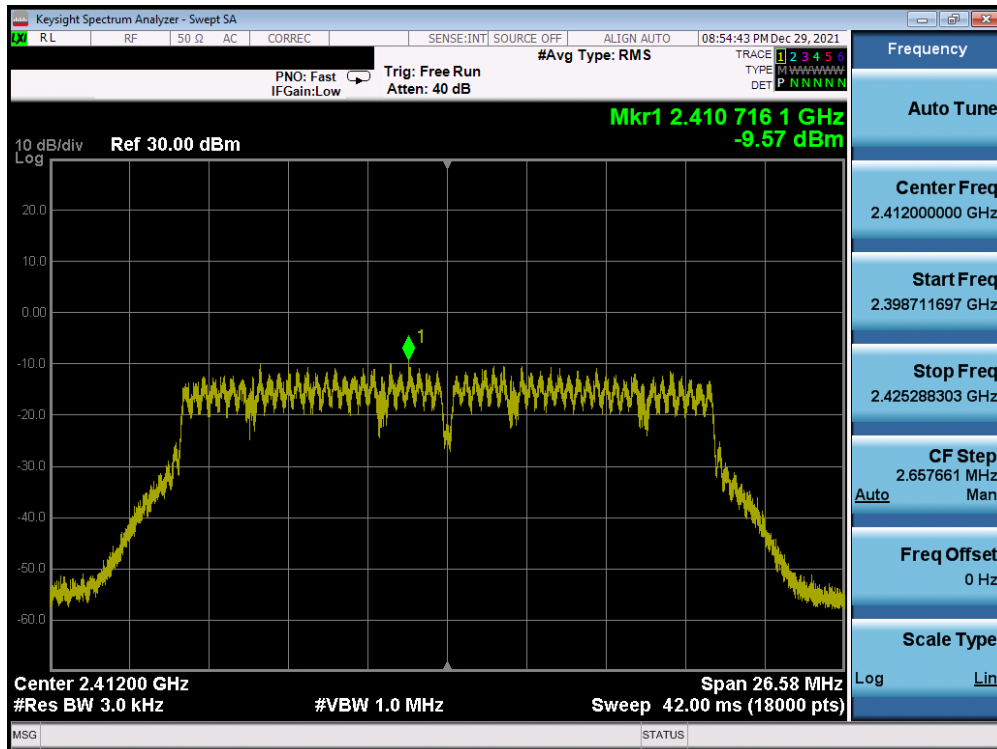 Keysight Spectrum Analyzer - Swept SA
LXI RL RF 50 Ω AC CORREC SENSE:INT SOURCE OFF ALIGN AUTO 08:54:43 PM Dec 29, 2021
#Avg Type: RMS
TRACE 1 2 3 4 5 6
TYPE M WWWWW
DET P N N N N N
PNO: Fast Trig: Free Run
IFGain:Low Atten: 40 dB
Mkr1 2.410 716 1 GHz
-9.57 dBm
10 dB/div Ref 30.00 dBm
Log
20.0
10.0
0.00
1
-10.0
-20.0
-30.0
-40.0
-50.0
-60.0
Center 2.41200 GHz Span 26.58 MHz
#Res BW 3.0 kHz #VBW 1.0 MHz Sweep 42.00 ms (18000 pts)
MSG STATUS
Frequency
Auto Tune
Center Freq
2.412000000 GHz
Start Freq
2.398711697 GHz
Stop Freq
2.425288303 GHz
CF Step
2.657661 MHz
Auto Man
Freq Offset
0 Hz
Scale Type
Log Lin